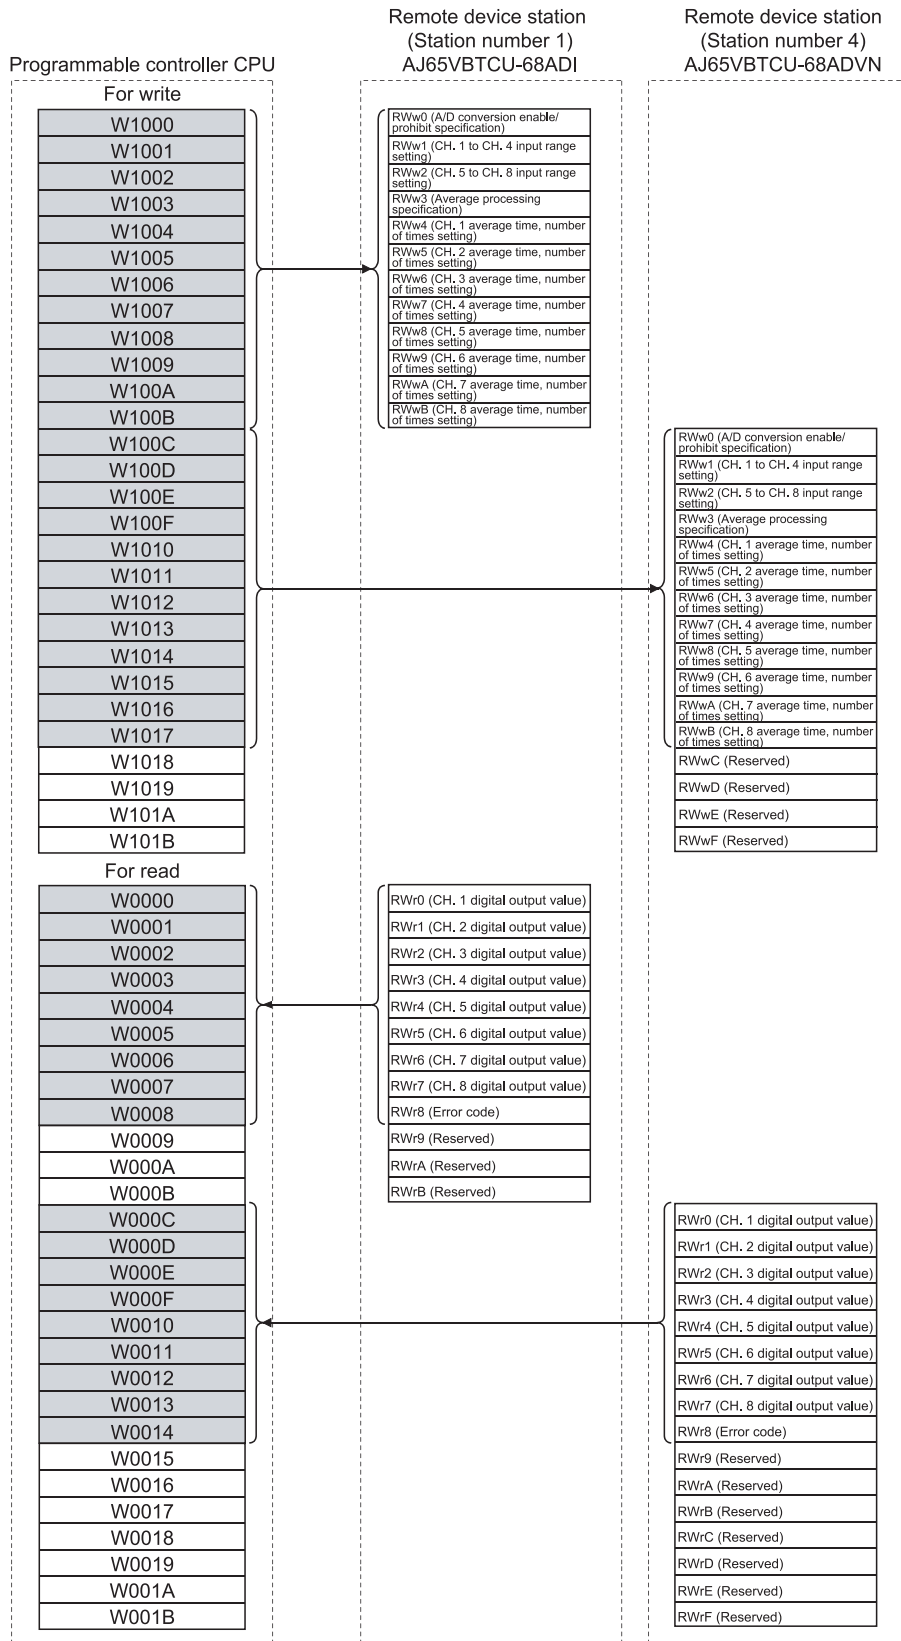 Remote device station
(Station number 1)
AJ65VBTCU-68ADI
Remote device station
(Station number 4)
AJ65VBTCU-68ADVN
Programmable controller CPU
For write
W1000
W1001
W1002
W1003
W1004
W1005
W1006
W1007
W1008
W1009
W100A
W100B
W100C
W100D
W100E
W100F
W1010
W1011
W1012
W1013
W1014
W1015
W1016
W1017
W1018
W1019
W101A
W101B
RWw0 (A/D conversion enable/
prohibit specification)
RWw1 (CH. 1 to CH. 4 input range
setting)
RWw2 (CH. 5 to CH. 8 input range
setting)
RWw3 (Average processing
specification)
RWw4 (CH. 1 average time, number
of times setting)
RWw5 (CH. 2 average time, number
of times setting)
RWw6 (CH. 3 average time, number
of times setting)
RWw7 (CH. 4 average time, number
of times setting)
RWw8 (CH. 5 average time, number
of times setting)
RWw9 (CH. 6 average time, number
of times setting)
RWwA (CH. 7 average time, number
of times setting)
RWwB (CH. 8 average time, number
of times setting)
RWw0 (A/D conversion enable/
prohibit specification)
RWw1 (CH. 1 to CH. 4 input range
setting)
RWw2 (CH. 5 to CH. 8 input range
setting)
RWw3 (Average processing
specification)
RWw4 (CH. 1 average time, number
of times setting)
RWw5 (CH. 2 average time, number
of times setting)
RWw6 (CH. 3 average time, number
of times setting)
RWw7 (CH. 4 average time, number
of times setting)
RWw8 (CH. 5 average time, number
of times setting)
RWw9 (CH. 6 average time, number
of times setting)
RWwA (CH. 7 average time, number
of times setting)
RWwB (CH. 8 average time, number
of times setting)
RWwC (Reserved)
RWwD (Reserved)
RWwE (Reserved)
RWwF (Reserved)
For read
W0000
W0001
W0002
W0003
W0004
W0005
W0006
W0007
W0008
W0009
W000A
W000B
W000C
W000D
W000E
W000F
W0010
W0011
W0012
W0013
W0014
W0015
W0016
W0017
W0018
W0019
W001A
W001B
RWr0 (CH. 1 digital output value)
RWr1 (CH. 2 digital output value)
RWr2 (CH. 3 digital output value)
RWr3 (CH. 4 digital output value)
RWr4 (CH. 5 digital output value)
RWr5 (CH. 6 digital output value)
RWr6 (CH. 7 digital output value)
RWr7 (CH. 8 digital output value)
RWr8 (Error code)
RWr9 (Reserved)
RWrA (Reserved)
RWrB (Reserved)
RWr0 (CH. 1 digital output value)
RWr1 (CH. 2 digital output value)
RWr2 (CH. 3 digital output value)
RWr3 (CH. 4 digital output value)
RWr4 (CH. 5 digital output value)
RWr5 (CH. 6 digital output value)
RWr6 (CH. 7 digital output value)
RWr7 (CH. 8 digital output value)
RWr8 (Error code)
RWr9 (Reserved)
RWrA (Reserved)
RWrB (Reserved)
RWrC (Reserved)
RWrD (Reserved)
RWrE (Reserved)
RWrF (Reserved)